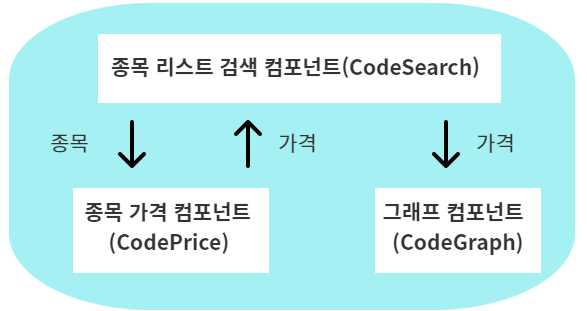 종목 리스트 검색 컴포넌트(CodeSearch)
종목
가격
가격
종목 가격 컴포넌트
(CodePrice)
그래프 컴포넌트
(CodeGraph)